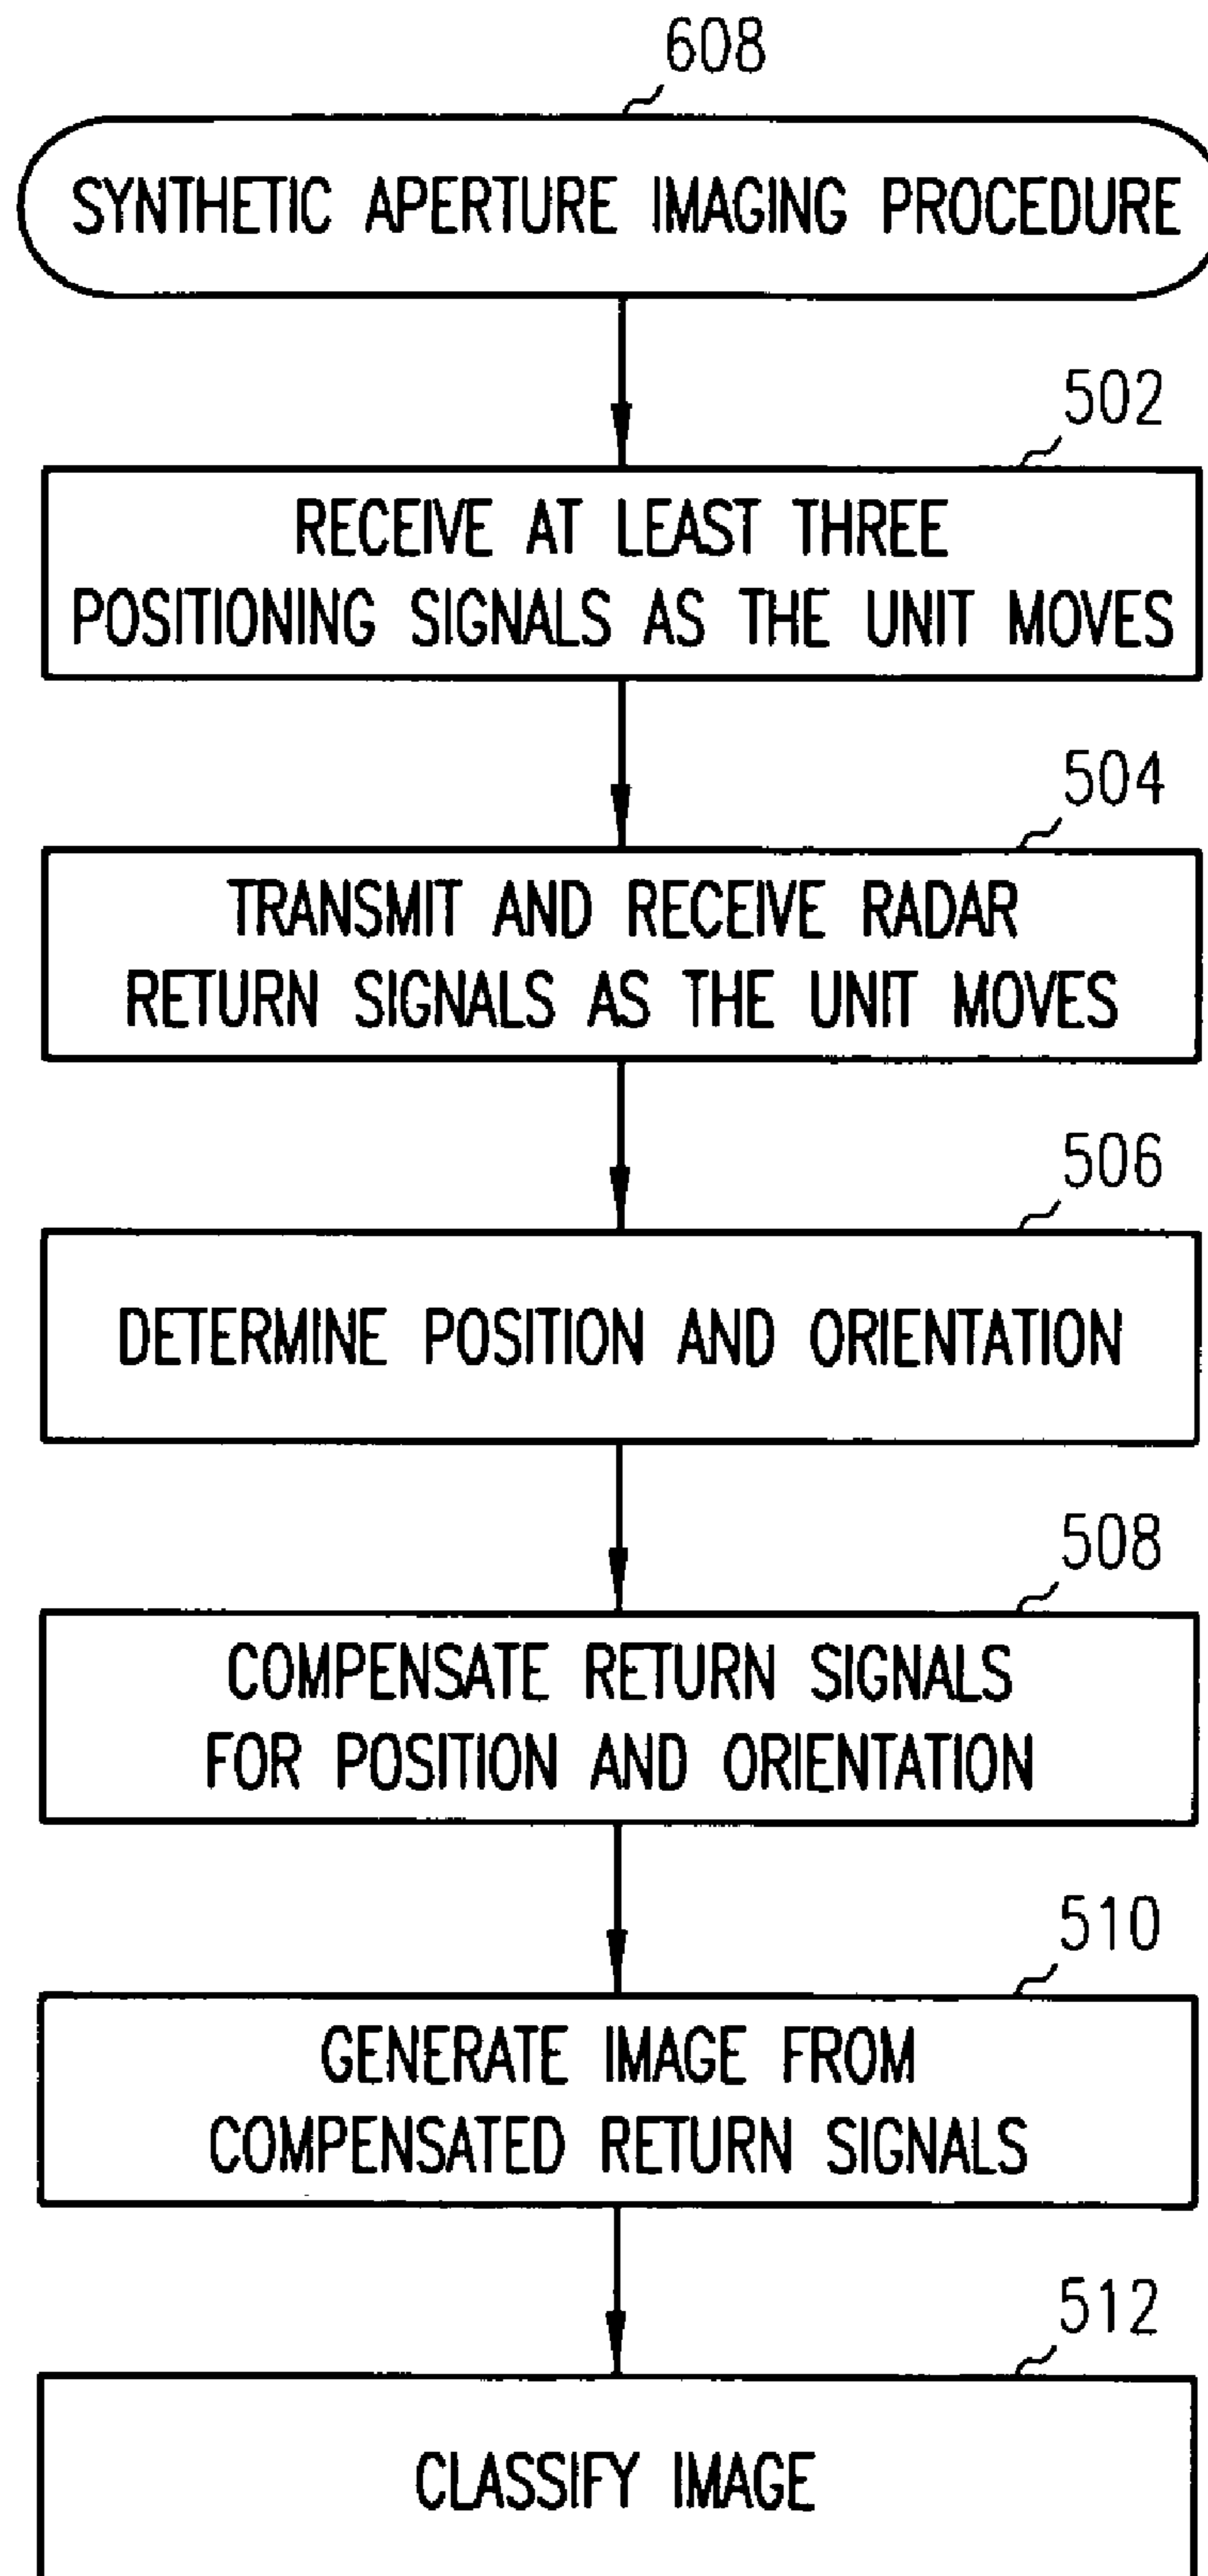 608
SYNTHETIC APERTURE IMAGING PROCEDURE
502
RECEIVE AT LEAST THREE
POSITIONING SIGNALS AS THE UNIT MOVES
504
TRANSMIT AND RECEIVE RADAR
RETURN SIGNALS AS THE UNIT MOVES
506
DETERMINE POSITION AND ORIENTATION
508
COMPENSATE RETURN SIGNALS
FOR POSITION AND ORIENTATION
510
GENERATE IMAGE FROM
COMPENSATED RETURN SIGNALS
512
CLASSIFY IMAGE